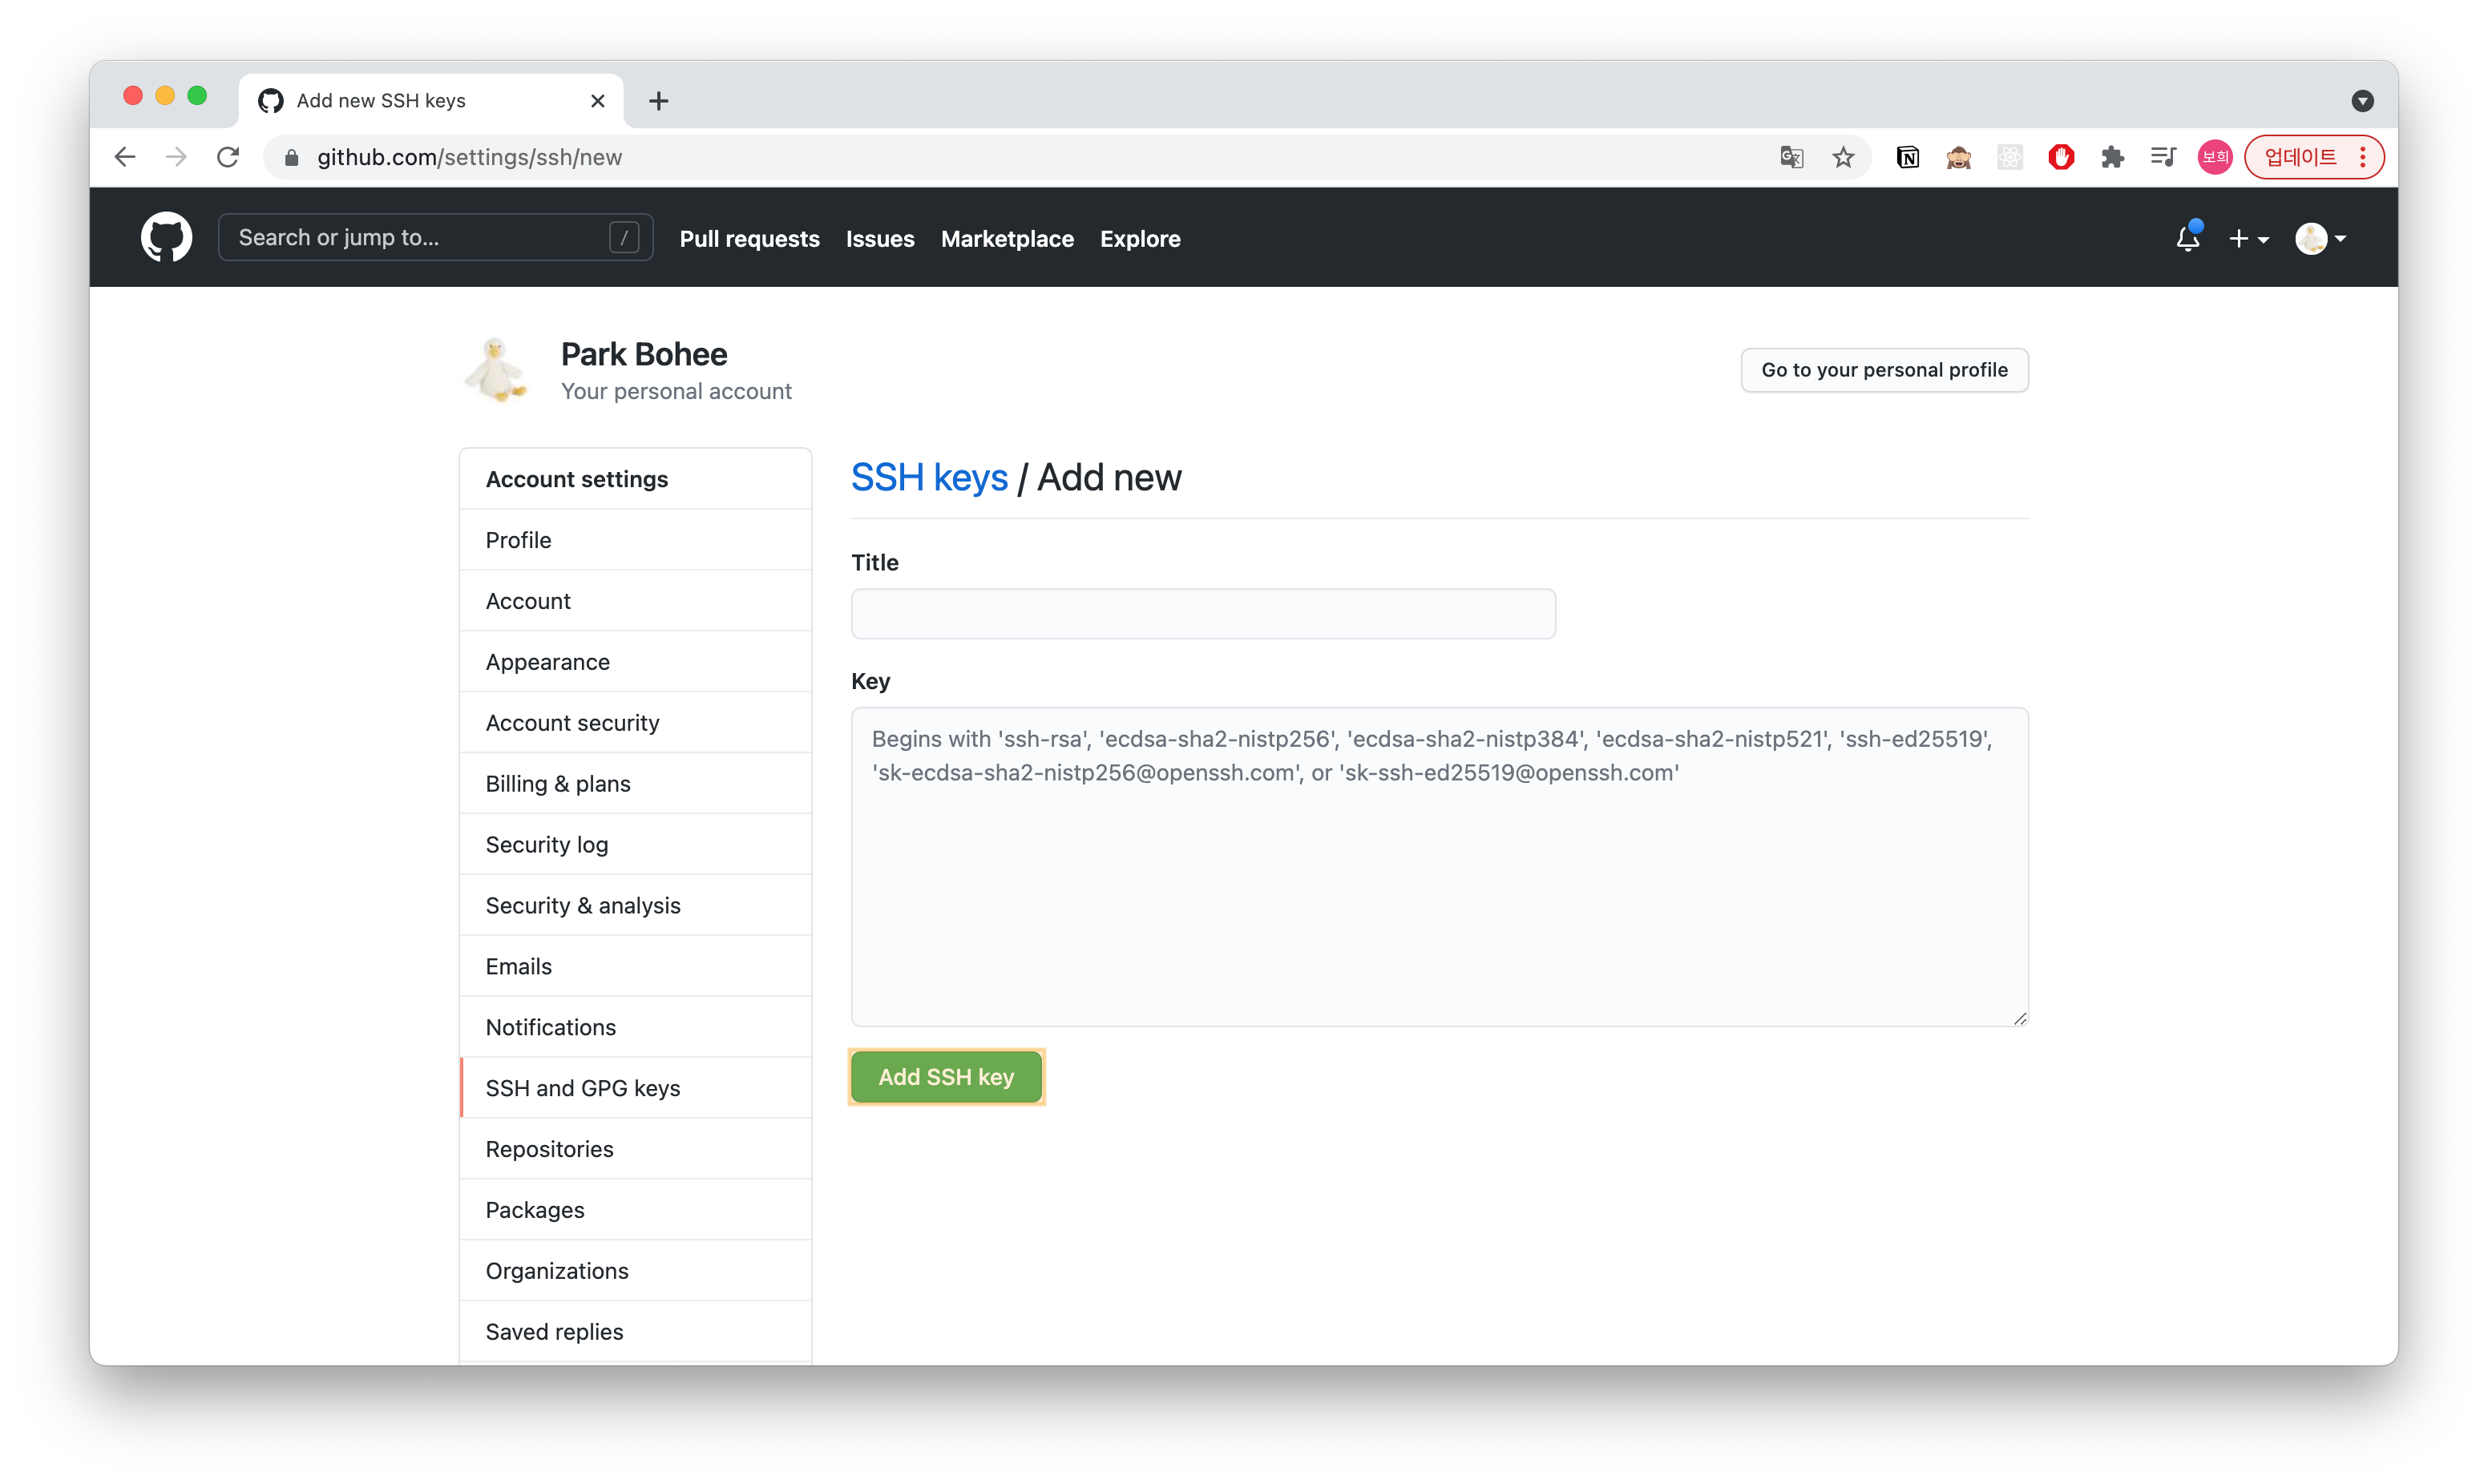 Add new SSH keys
github.com/settings/ssh/new
보희
업데이트
Search or jump to...
/
Pull requests
Issues
Marketplace
Explore
Park Bohee
Your personal account
Go to your personal profile
Account settings
Profile
Account
Appearance
Account security
Billing & plans
Security log
Security & analysis
Emails
Notifications
SSH and GPG keys
Repositories
Packages
Organizations
Saved replies
SSH keys / Add new
Title
Key
Begins with 'ssh-rsa', 'ecdsa-sha2-nistp256', 'ecdsa-sha2-nistp384', 'ecdsa-sha2-nistp521', 'ssh-ed25519',
'sk-ecdsa-sha2-nistp256@openssh.com', or 'sk-ssh-ed25519@openssh.com'
Add SSH key